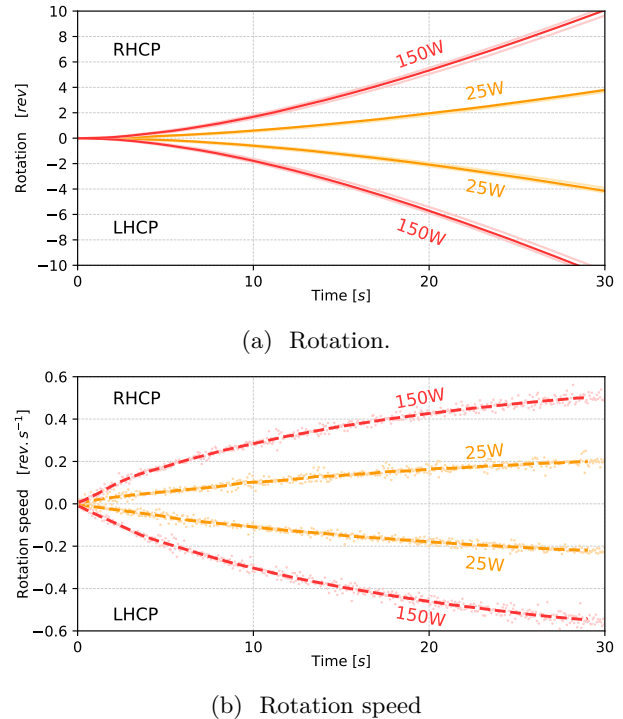 10
8
6
4
2
0
−2
−4
−6
−8
−10
Rotation [rev]
RHCP
150W
25W
25W
150W
LHCP
0 10 20 30
Time [s]
(a) Rotation.
0.6
0.4
0.2
0.0
−0.2
−0.4
−0.6
Rotation speed [rev.s⁻¹]
RHCP
150W
25W
25W
150W
LHCP
0 10 20 30
Time [s]
(b) Rotation speed